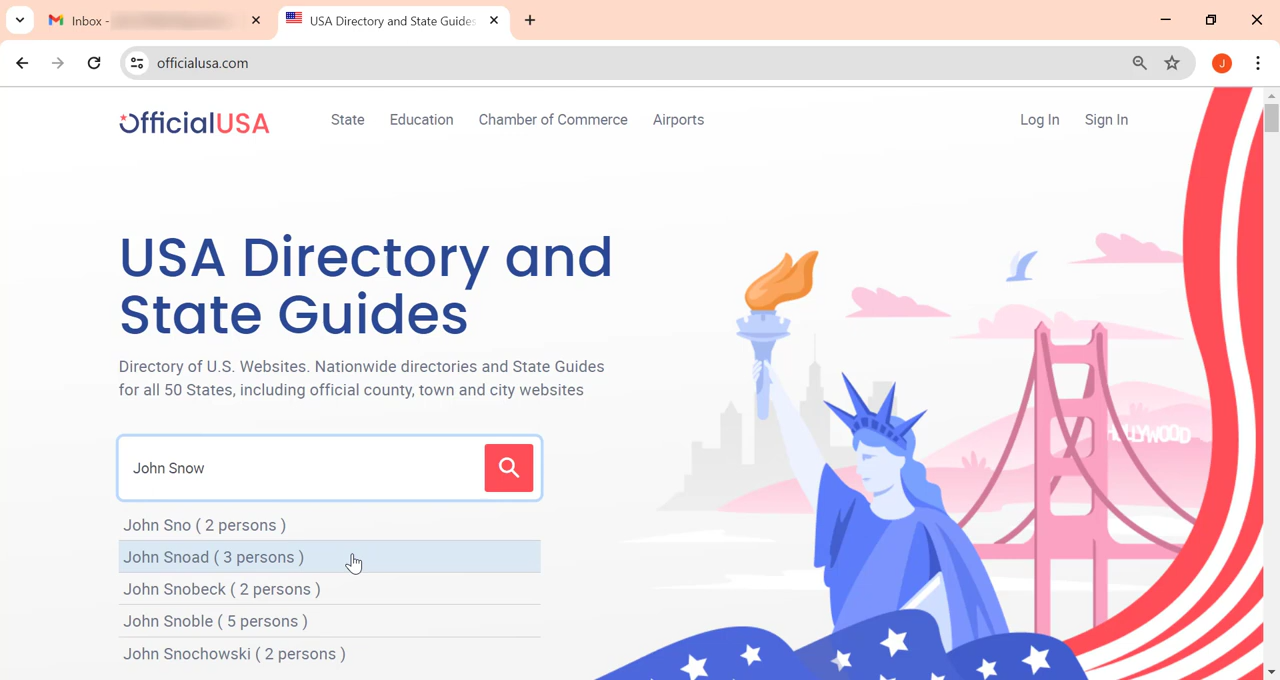 Inbox -
USA Directory and State Guides
officialusa.com
J
OfficialUSA
State Education Chamber of Commerce Airports
Log In Sign In
USA Directory and
State Guides
Directory of U.S. Websites. Nationwide directories and State Guides
for all 50 States, including official county, town and city websites
John Snow
John Sno ( 2 persons )
John Snoad ( 3 persons )
John Snobeck ( 2 persons )
John Snoble ( 5 persons )
John Snochowski ( 2 persons )
HOLLYWOOD